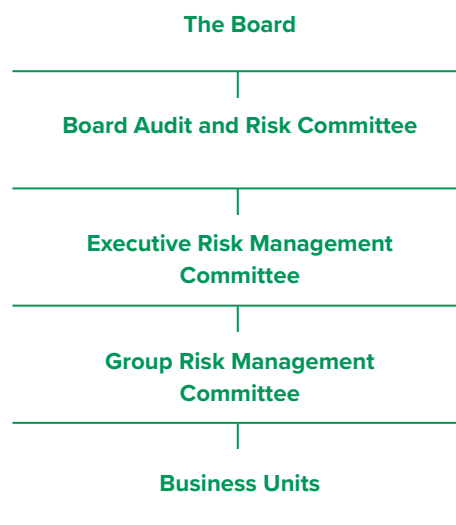 The Board
Board Audit and Risk Committee
Executive Risk Management
Committee
Group Risk Management
Committee
Business Units